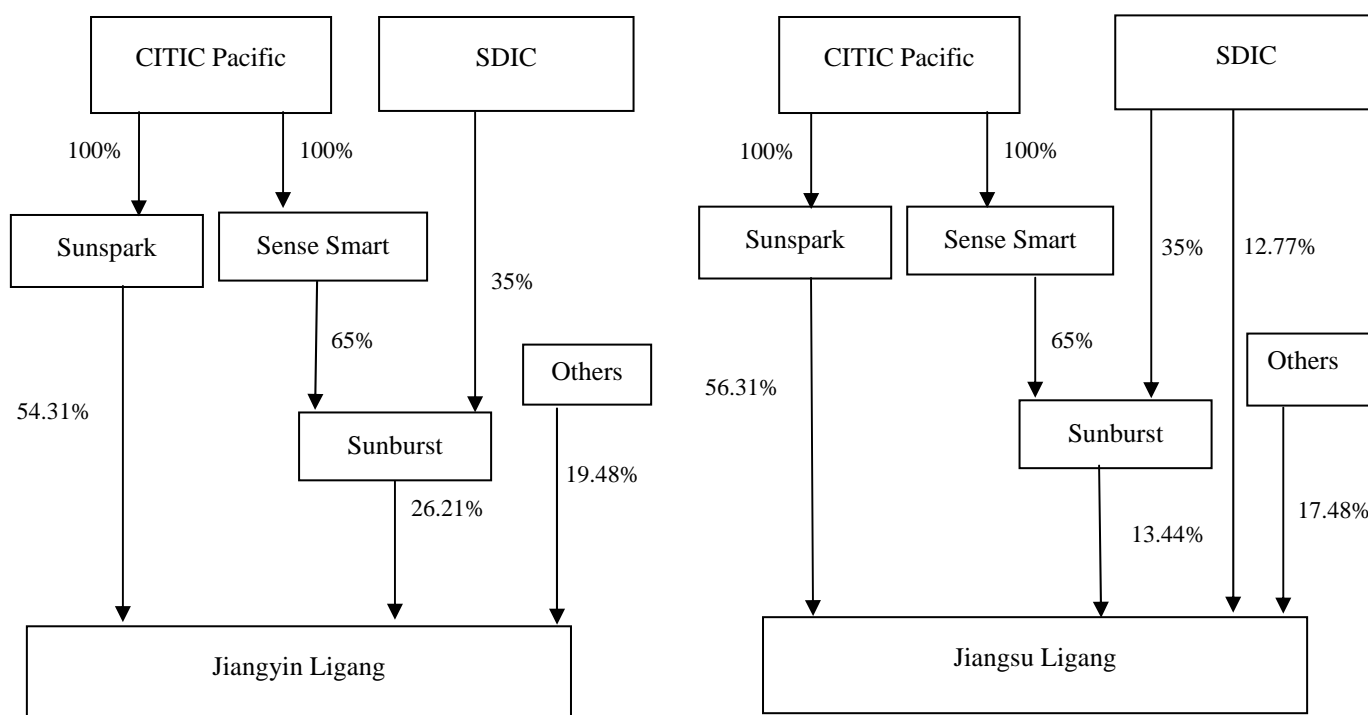 CITIC Pacific
SDIC
100%
100%
Sunspark
Sense Smart
35%
65%
Others
54.31%
Sunburst
19.48%
26.21%
Jiangyin Ligang
CITIC Pacific
SDIC
100%
100%
Sunspark
Sense Smart
35%
12.77%
65%
Others
56.31%
Sunburst
17.48%
13.44%
Jiangsu Ligang